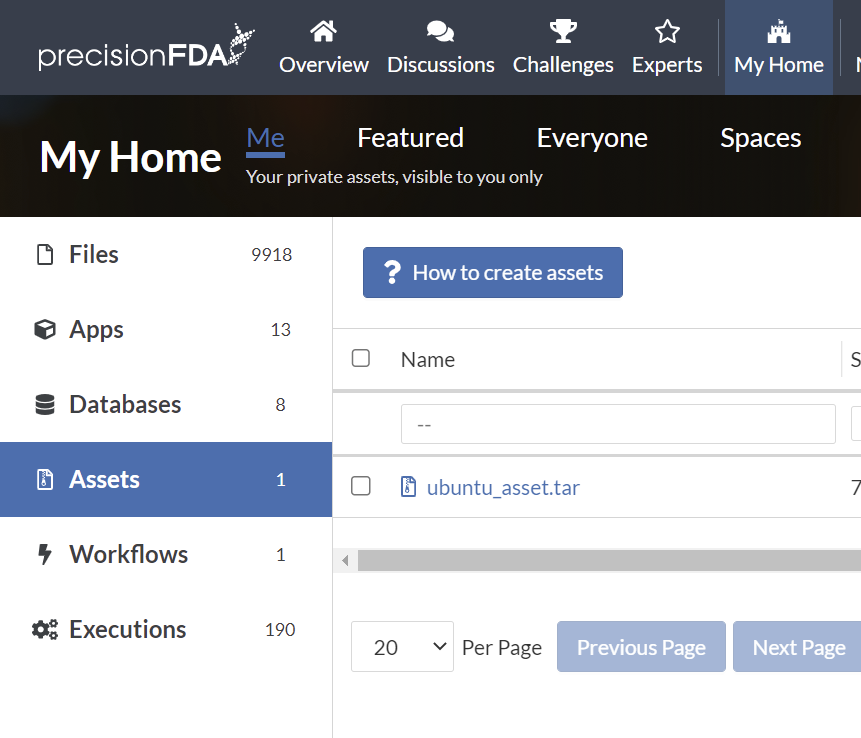 precisionFDA
Overview
Discussions
Challenges
Experts
My Home
My Home
Me
Featured
Everyone
Spaces
Your private assets, visible to you only
Files 9918
Apps 13
Databases 8
Assets 1
Workflows 1
Executions 190
? How to create assets
Name
--
ubuntu_asset.tar
20
Per Page
Previous Page
Next Page